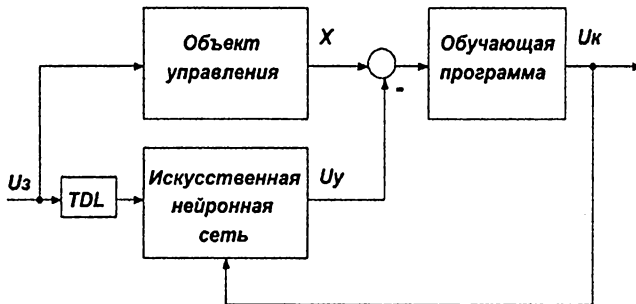 Объект
управления
X
Обучающая
программа
Uк
-
Uз
TDL
Искусственная
нейронная
сеть
Uу